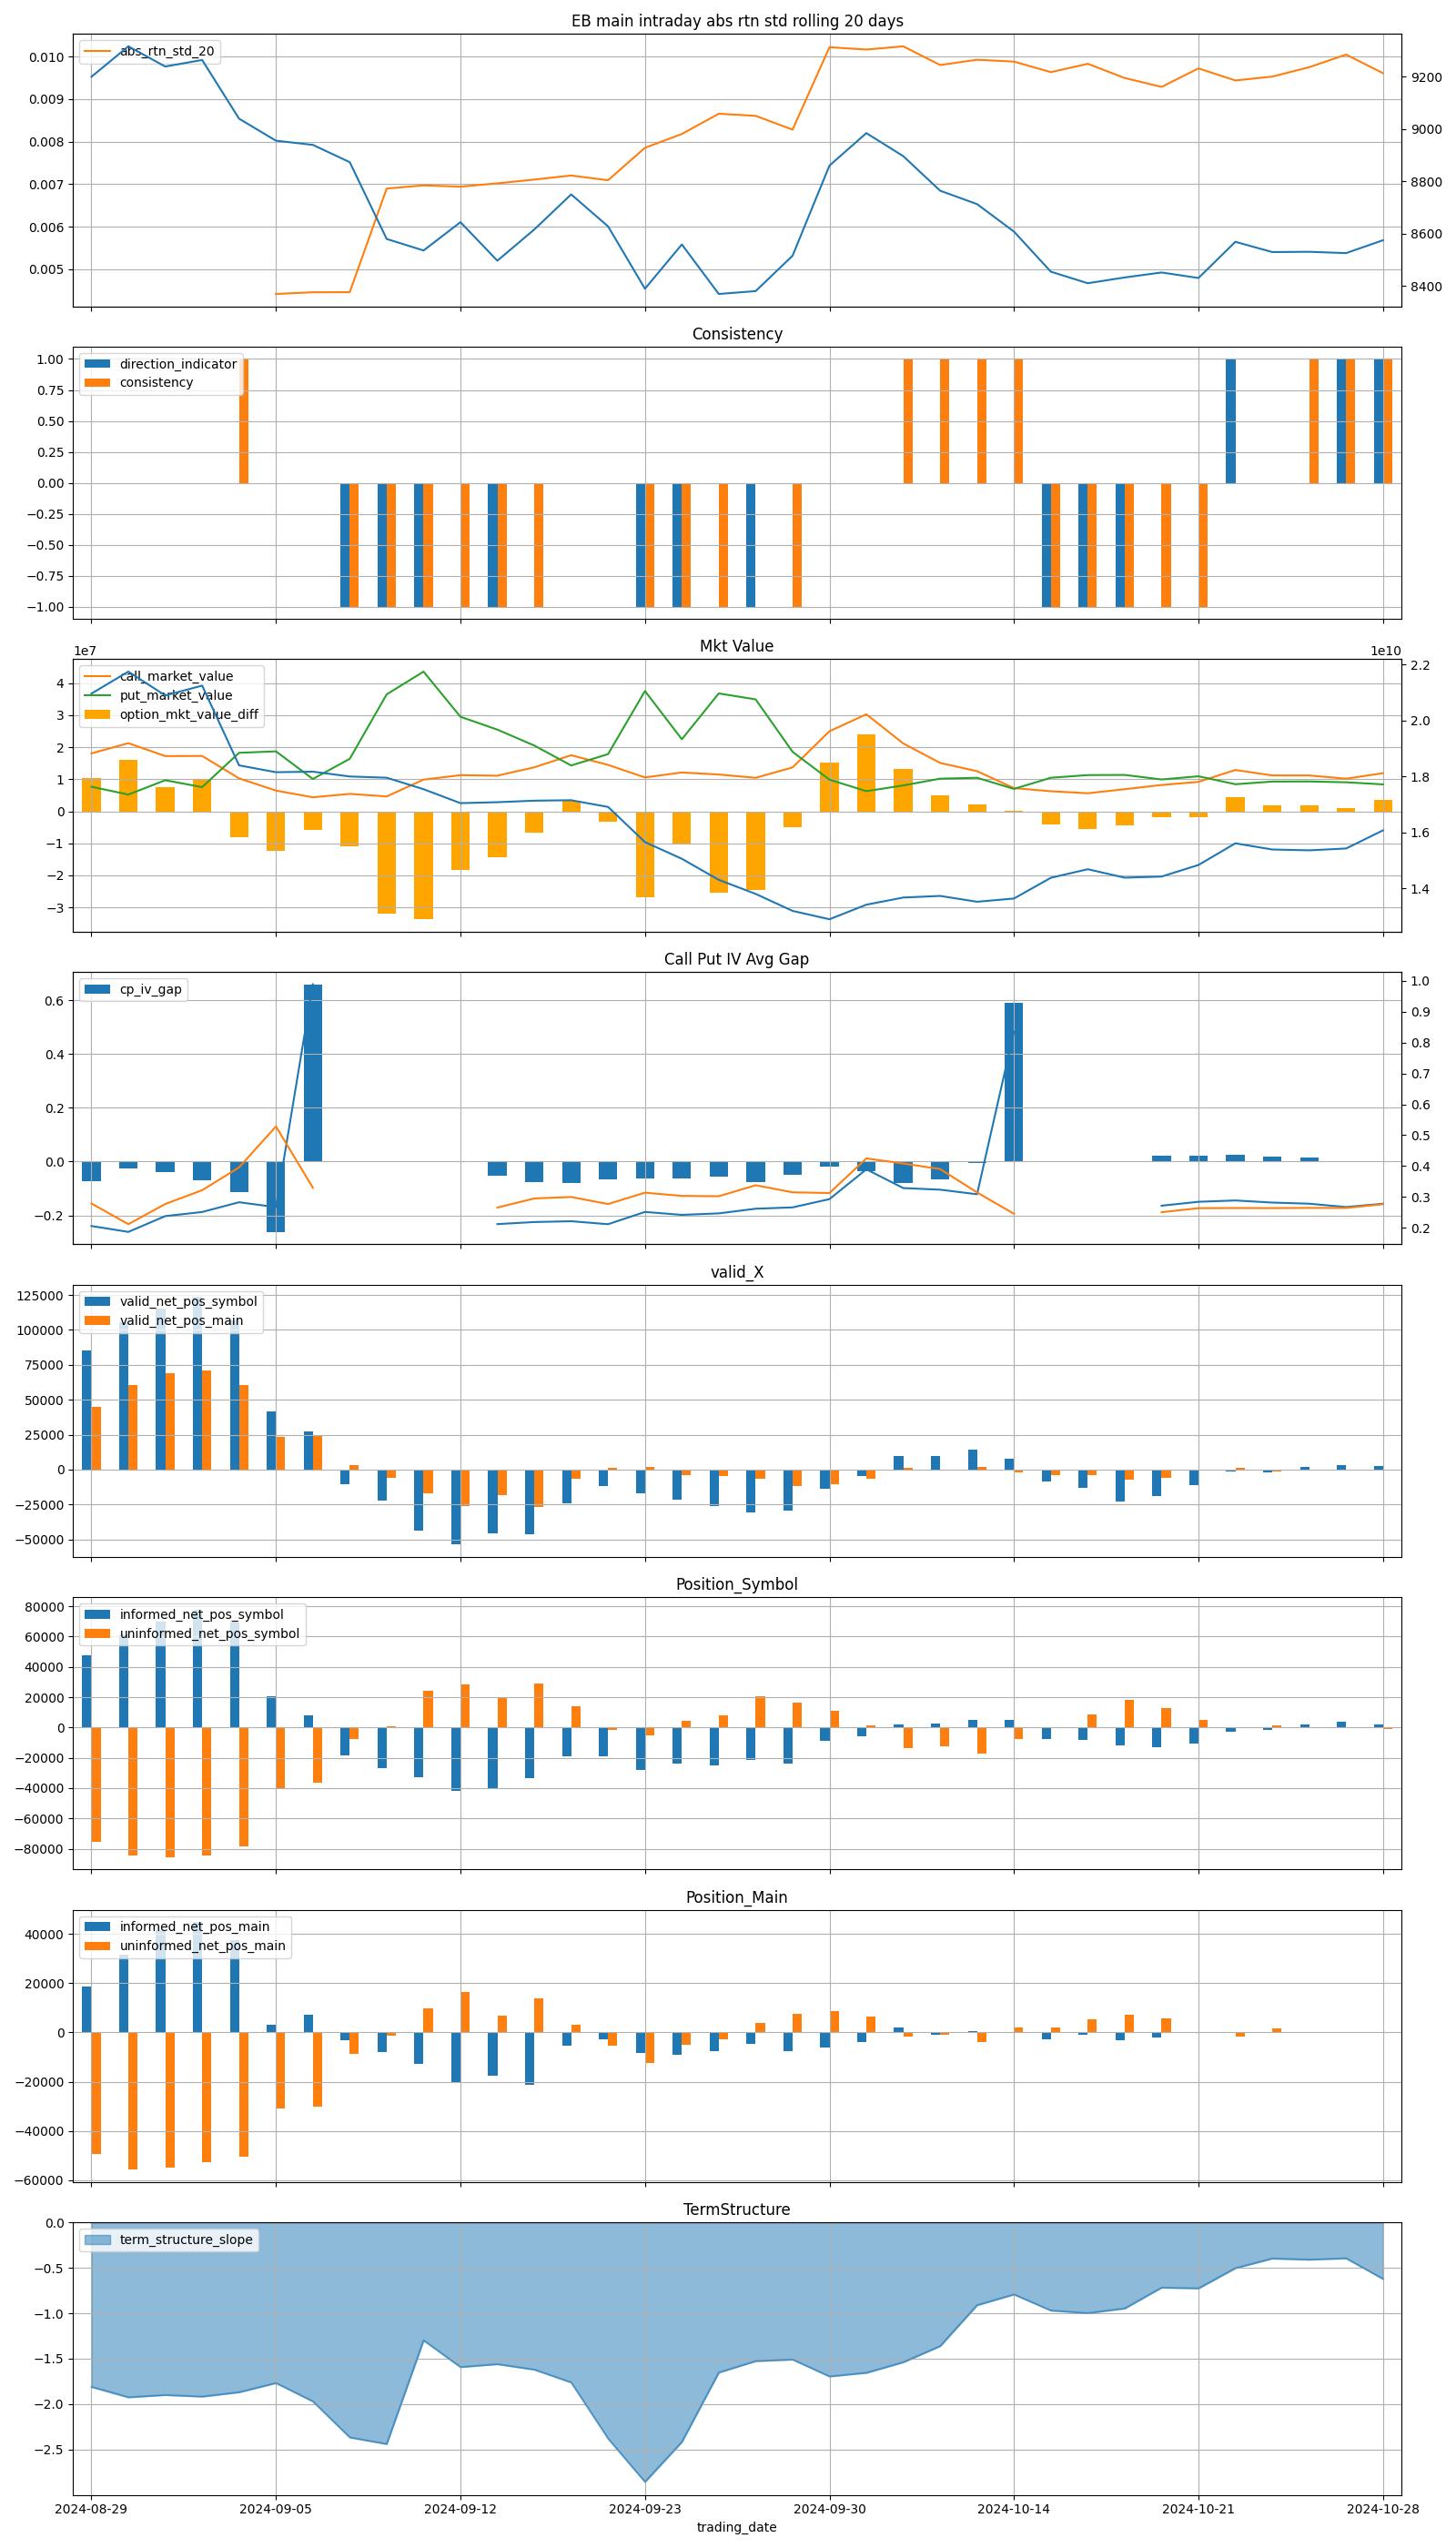 EB main intraday abs rtn std rolling 20 days
abs_rtn_std_20
0.010
0.009
0.008
0.007
0.006
0.005
9200
9000
8800
8600
8400
Consistency
direction_indicator
consistency
1.00
0.75
0.50
0.25
0.00
−0.25
−0.50
−0.75
−1.00
Mkt Value
1e7
1e10
call_market_value
put_market_value
option_mkt_value_diff
4
3
2
1
0
−1
−2
−3
2.2
2.0
1.8
1.6
1.4
Call Put IV Avg Gap
cp_iv_gap
0.6
0.4
0.2
0.0
−0.2
1.0
0.9
0.8
0.7
0.6
0.5
0.4
0.3
0.2
valid_X
valid_net_pos_symbol
valid_net_pos_main
125000
100000
75000
50000
25000
0
−25000
−50000
Position_Symbol
informed_net_pos_symbol
uninformed_net_pos_symbol
80000
60000
40000
20000
0
−20000
−40000
−60000
−80000
Position_Main
informed_net_pos_main
uninformed_net_pos_main
40000
20000
0
−20000
−40000
−60000
TermStructure
term_structure_slope
0.0
−0.5
−1.0
−1.5
−2.0
−2.5
2024-08-29 2024-09-05 2024-09-12 2024-09-23 2024-09-30 2024-10-14 2024-10-21 2024-10-28
trading_date